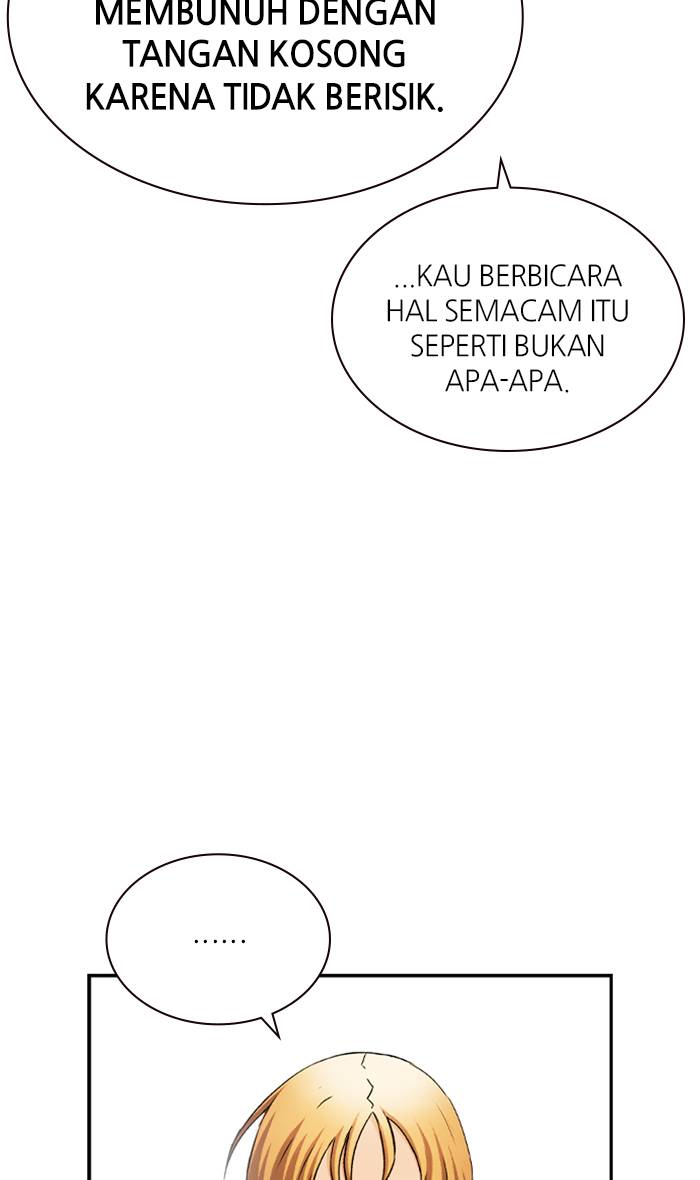 MEMBUNUH DENGAN
TANGAN KOSONG
KARENA TIDAK BERISIK.
...KAU BERBICARA
HAL SEMACAM ITU
SEPERTI BUKAN
APA-APA.
......